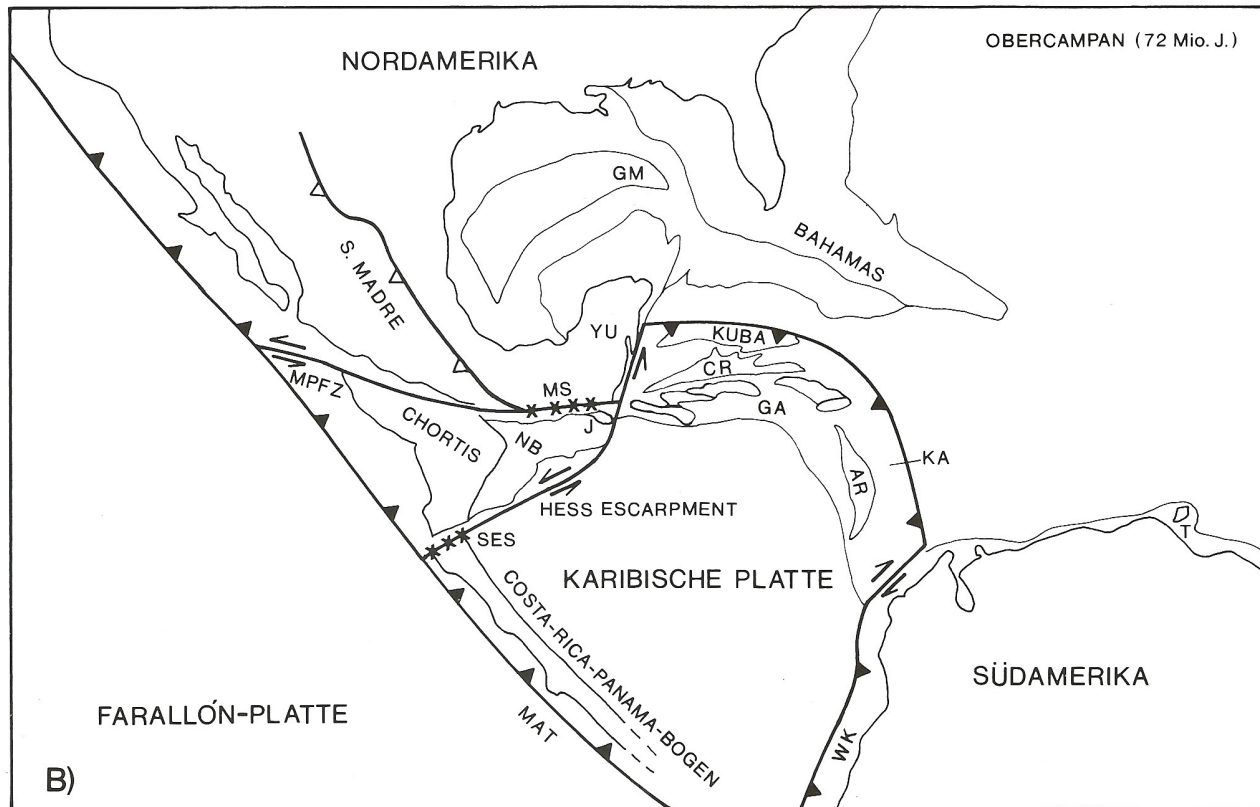 OBERCAMPAN (72 Mio. J.)
NORDAMERIKA
GM
BAHAMAS
S. MADRE
YU
KUBA
CR
MPFZ
MS
GA
CHORTIS
NB
J
KA
AR
HESS ESCARPMENT
T
SES
KARIBISCHE PLATTE
COSTA-RICA-PANAMA-BOGEN
SÜDAMERIKA
FARALLÓN-PLATTE
MAT
WK
B)